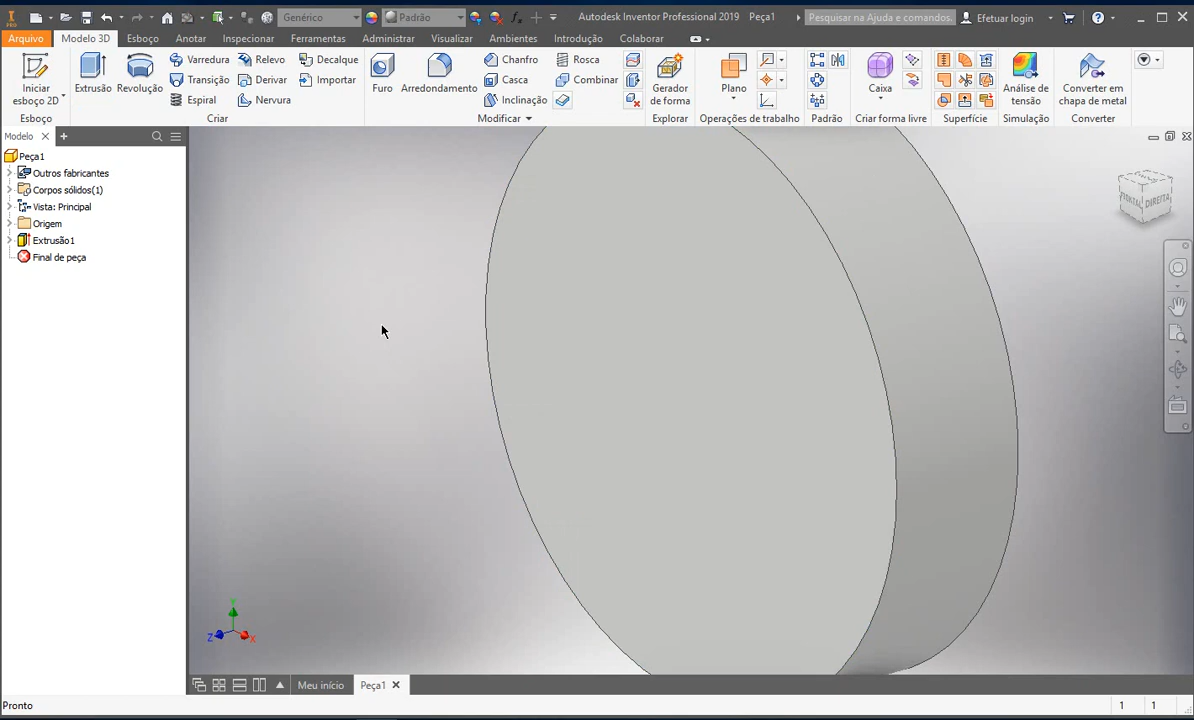 PRO
Genérico
Padrão
fx
Autodesk Inventor Professional 2019 Peça1
Pesquisar na Ajuda e comandos.
Efetuar login
Arquivo
Modelo 3D
Esboço
Anotar
Inspecionar
Ferramentas
Administrar
Visualizar
Ambientes
Introdução
Colaborar
Iniciar
esboço 2D
Esboço
Extrusão
Revolução
Varredura
Transição
Espiral
Relevo
Derivar
Nervura
Decalque
Importar
Criar
Furo
Arredondamento
Chanfro
Casca
Inclinação
Rosca
Combinar
Modificar
Gerador
de forma
Explorar
Plano
Operações de trabalho
Padrão
Caixa
Criar forma livre
Superfície
Análise de
tensão
Simulação
Converter em
chapa de metal
Converter
Modelo
Peça1
Outros fabricantes
Corpos sólidos(1)
Vista: Principal
Origem
Extrusão1
Final de peça
FRONTAL
DIREITA
Y
Z
X
Meu início
Peça1
Pronto
1 1